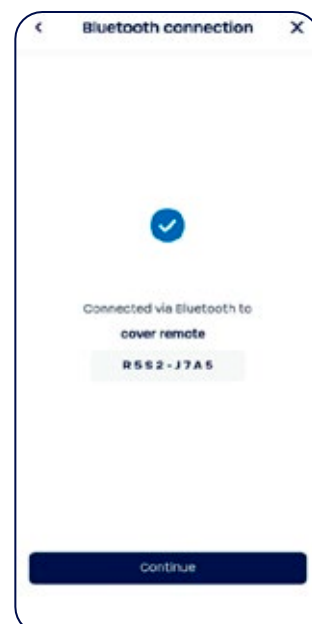 Bluetooth connection
Connected via Bluetooth to
cover remote
R5S2-J7A5
Continue